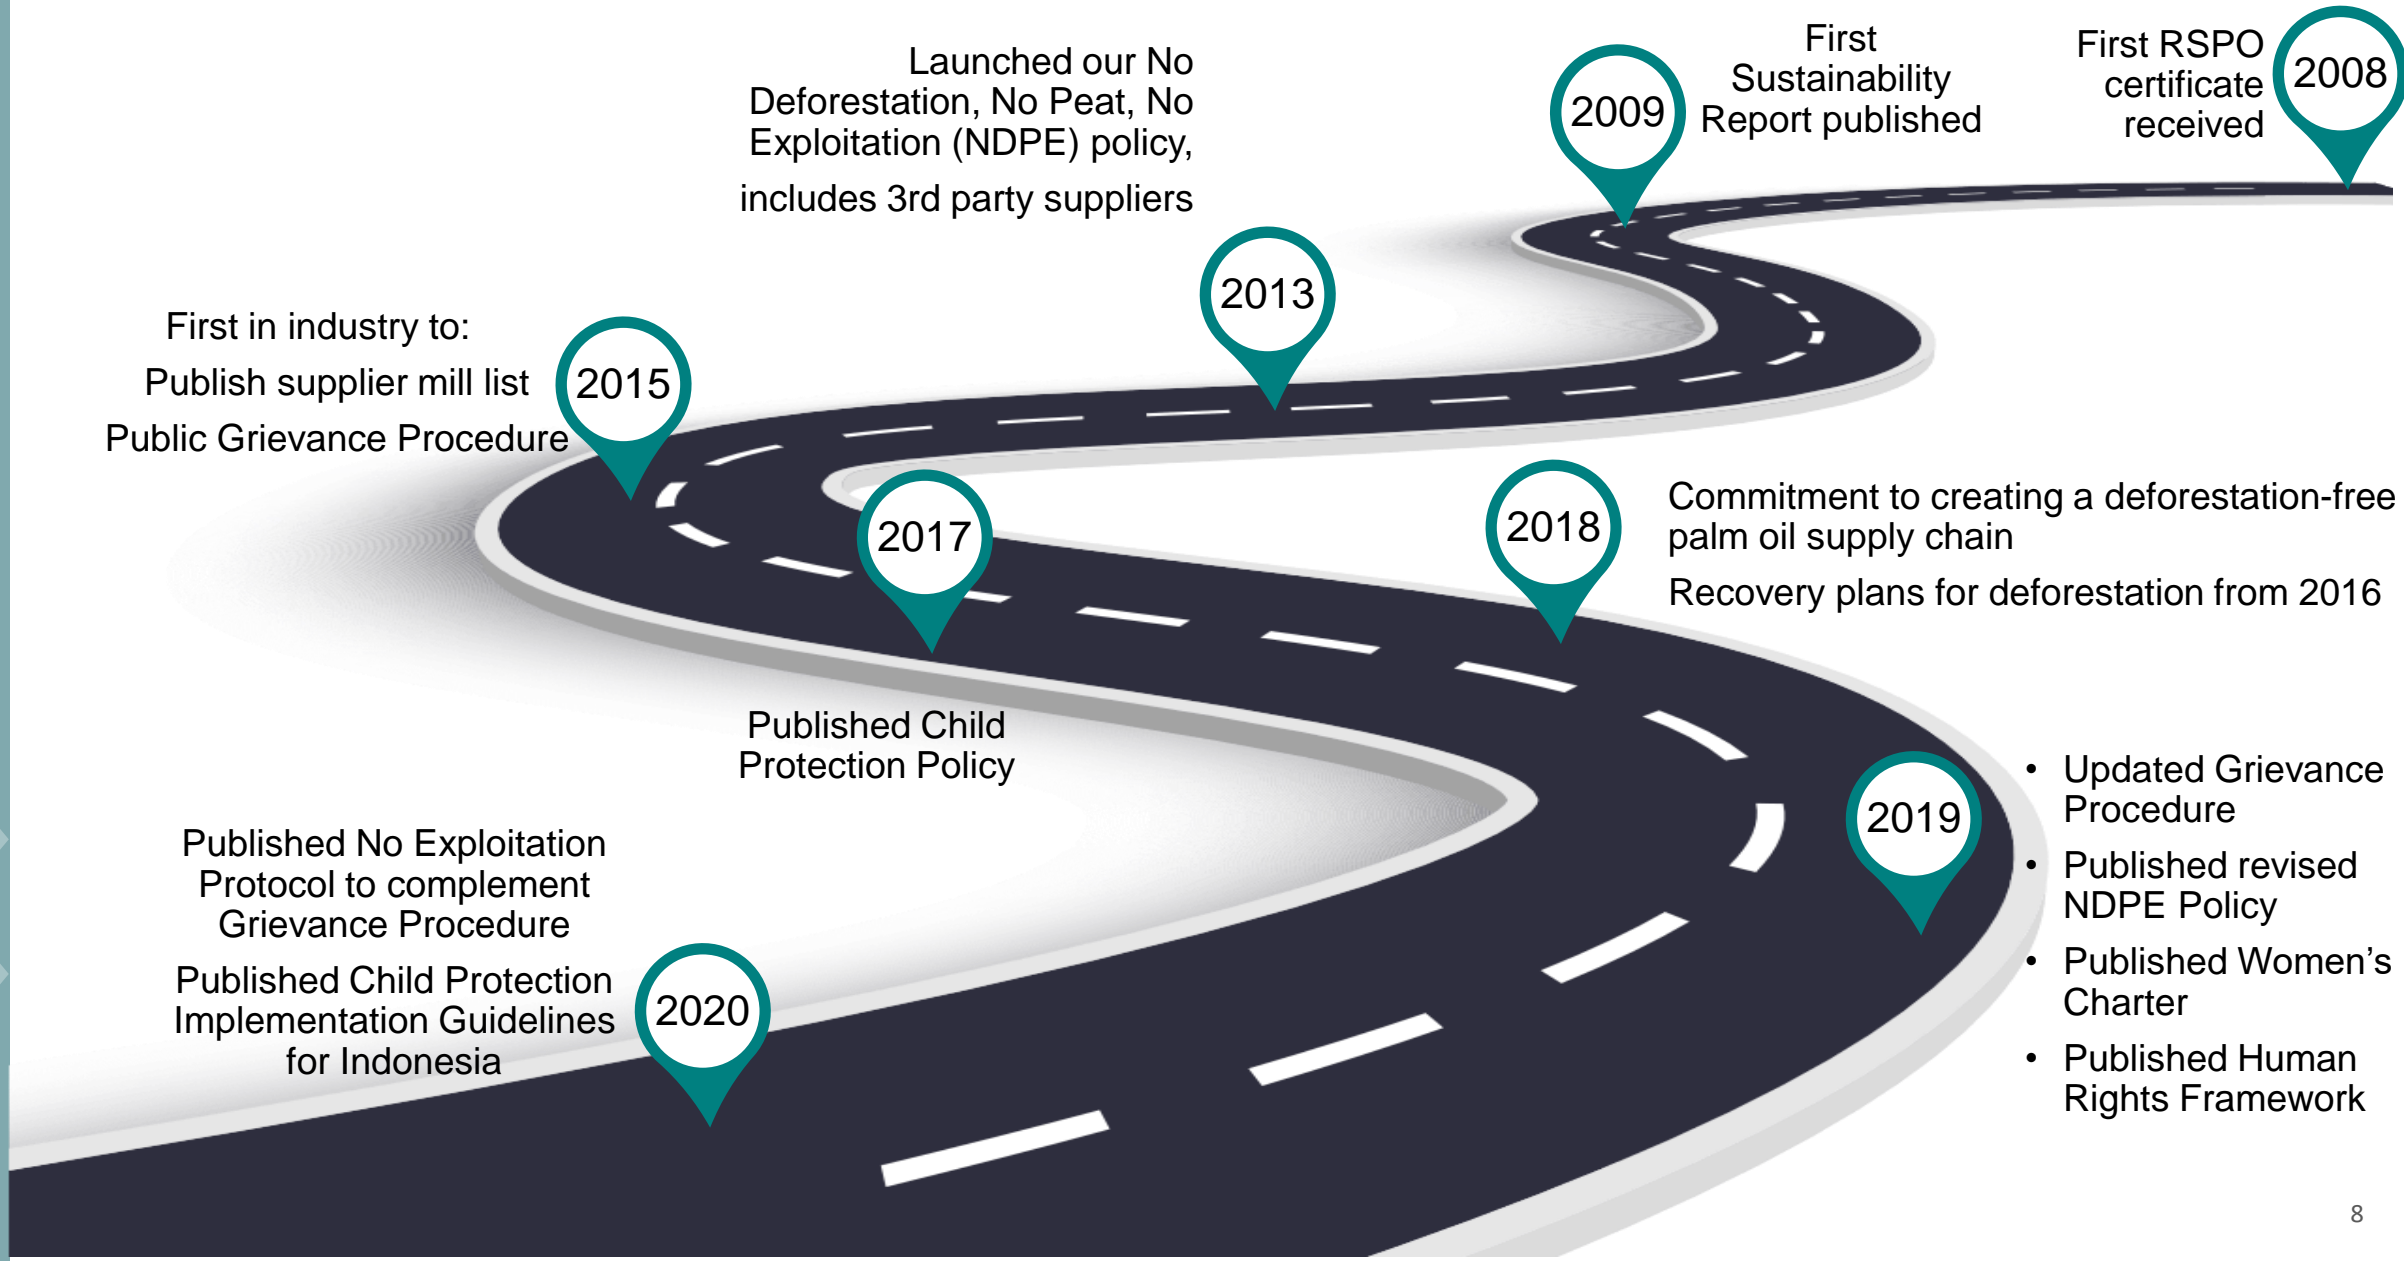 2008
First RSPO
certificate
received
2009
First
Sustainability
Report published
2013
Launched our No
Deforestation, No Peat, No
Exploitation (NDPE) policy,
includes 3rd party suppliers
2015
First in industry to:
Publish supplier mill list
Public Grievance Procedure
2017
Published Child
Protection Policy
2018
Commitment to creating a deforestation-free
palm oil supply chain
Recovery plans for deforestation from 2016
2019
• Updated Grievance
Procedure
• Published revised
NDPE Policy
• Published Women’s
Charter
• Published Human
Rights Framework
2020
Published No Exploitation
Protocol to complement
Grievance Procedure
Published Child Protection
Implementation Guidelines
for Indonesia
8